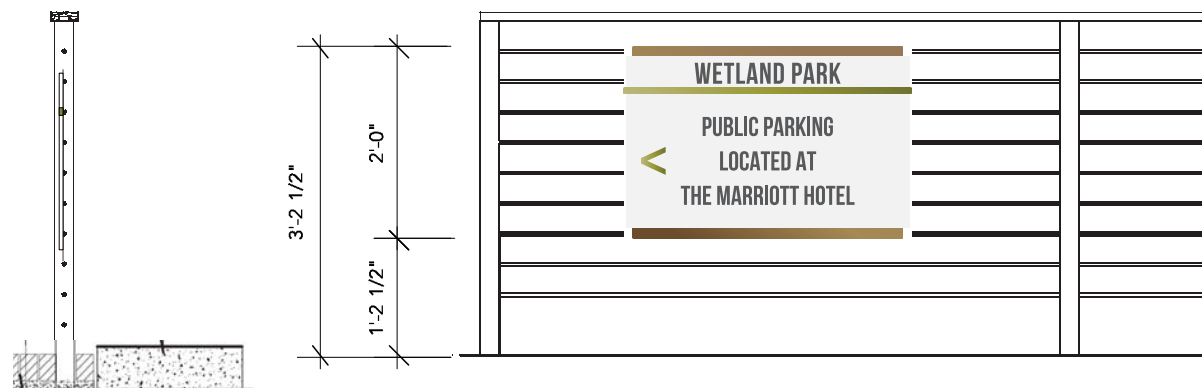 3'-2 1/2"
2'-0"
1'-2 1/2"
WETLAND PARK
PUBLIC PARKING
< LOCATED AT
THE MARRIOTT HOTEL